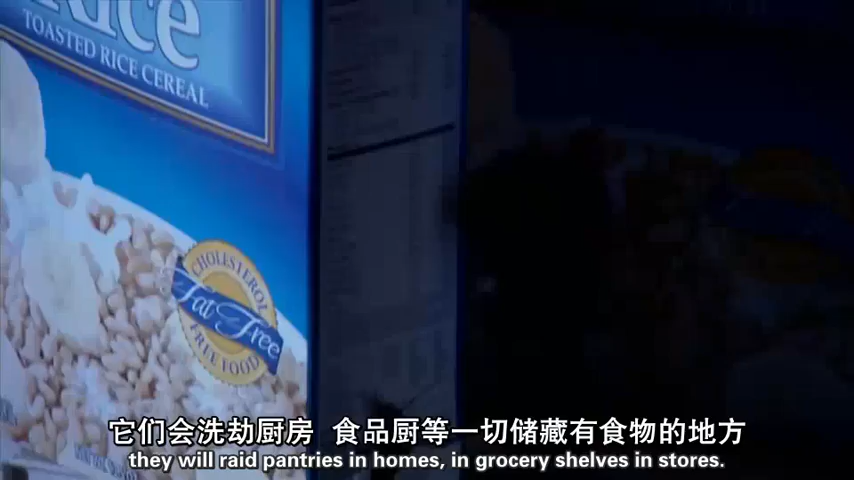 Rice
TOASTED RICE CEREAL
CHOLESTEROL
Fat Free
FREE FOOD
它们会洗劫厨房 食品厨等一切储藏有食物的地方
they will raid pantries in homes, in grocery shelves in stores.